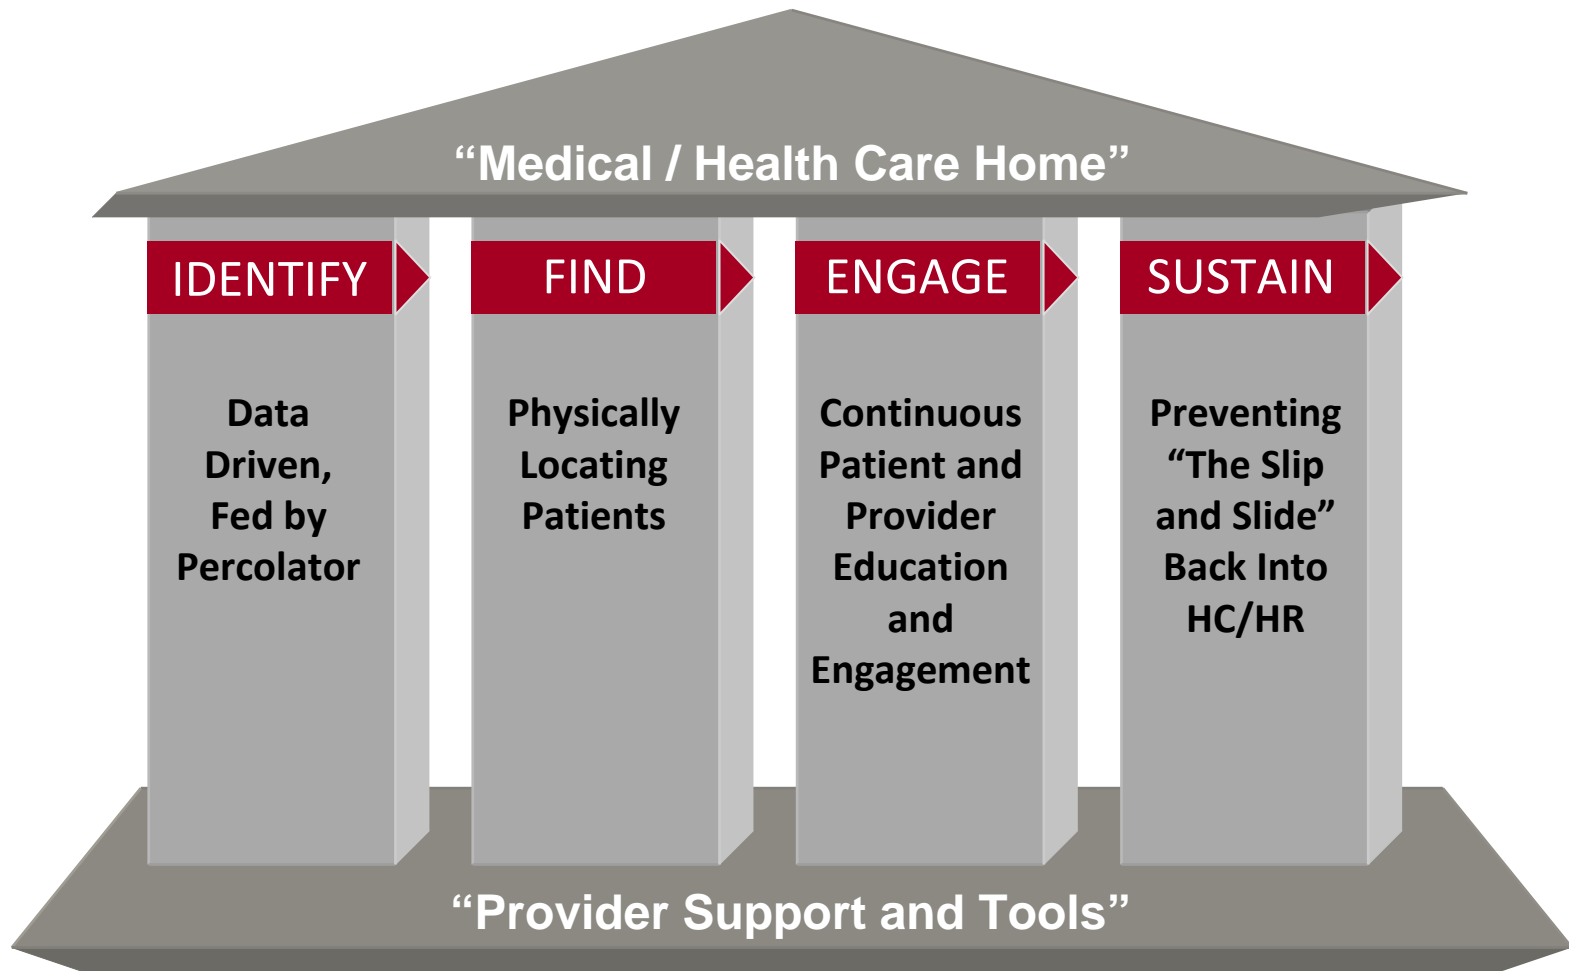 “Medical / Health Care Home”
IDENTIFY
Data
Driven,
Fed by
Percolator
FIND
Physically
Locating
Patients
ENGAGE
Continuous
Patient and
Provider
Education
and
Engagement
SUSTAIN
Preventing
“The Slip
and Slide”
Back Into
HC/HR
“Provider Support and Tools”